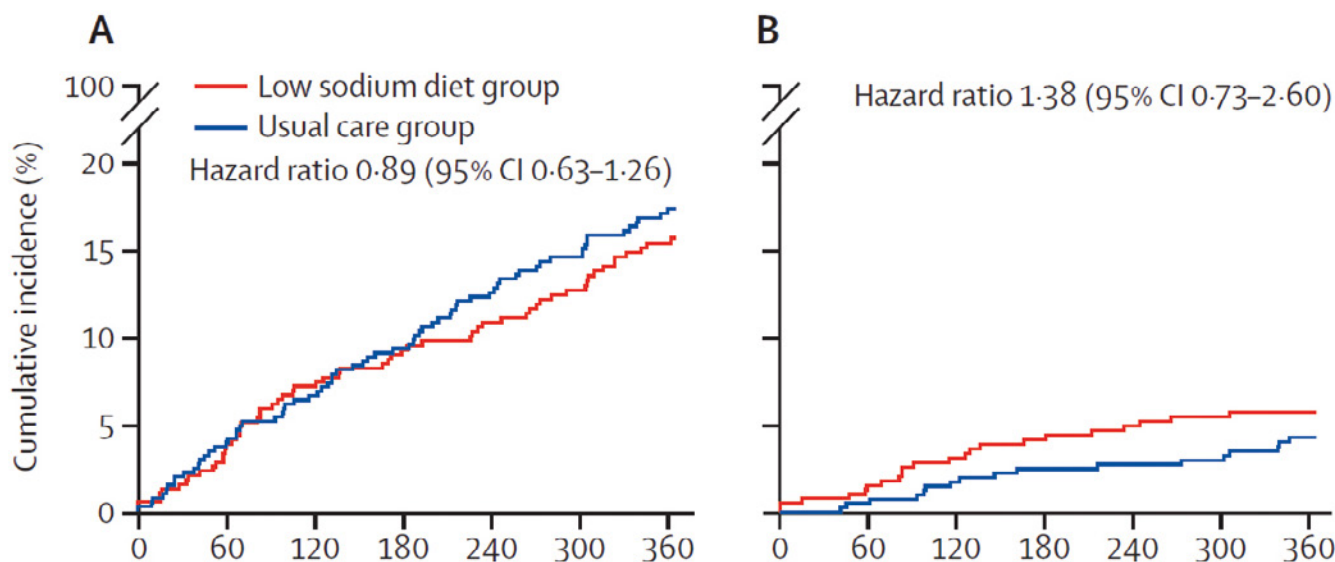 A
B
100
Low sodium diet group
Usual care group
Hazard ratio 0·89 (95% CI 0·63–1·26)
Hazard ratio 1·38 (95% CI 0·73–2·60)
Cumulative incidence (%)
20
15
10
5
0
0 60 120 180 240 300 360
0 60 120 180 240 300 360